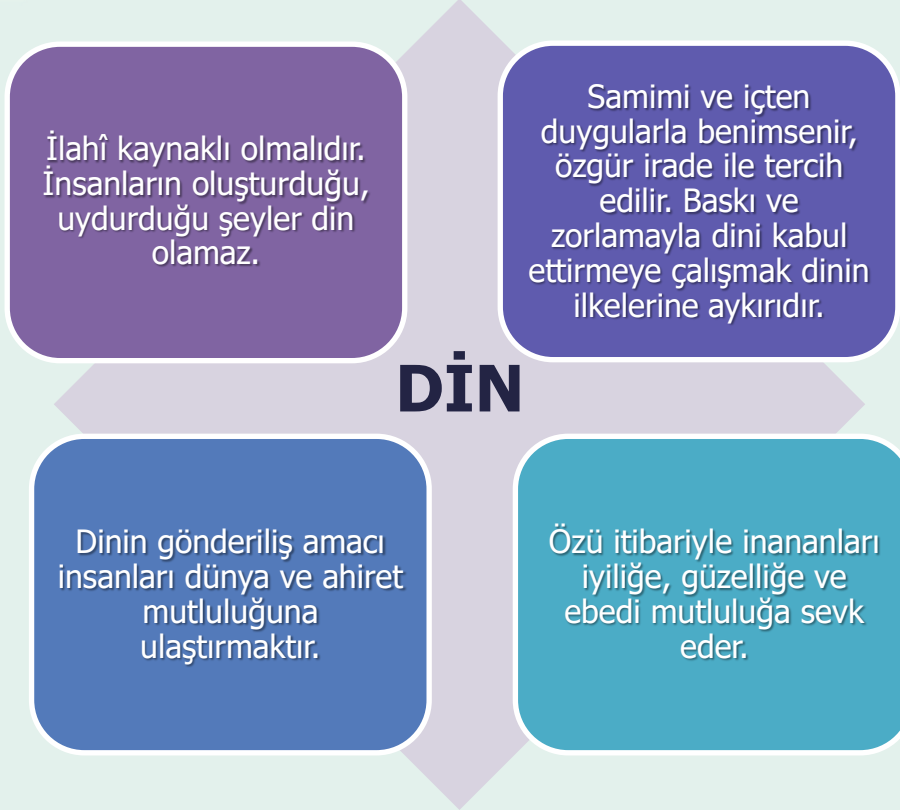 İlahî kaynaklı olmalıdır.
İnsanların oluşturduğu,
uydurduğu şeyler din
olamaz.
Samimi ve içten
duygularla benimsenir,
özgür irade ile tercih
edilir. Baskı ve
zorlamayla dini kabul
ettirmeye çalışmak dinin
ilkelerine aykırıdır.
DİN
Dinin gönderiliş amacı
insanları dünya ve ahiret
mutluluğuna
ulaştırmaktır.
Özü itibariyle inananları
iyiliğe, güzelliğe ve
ebedi mutluluğa sevk
eder.